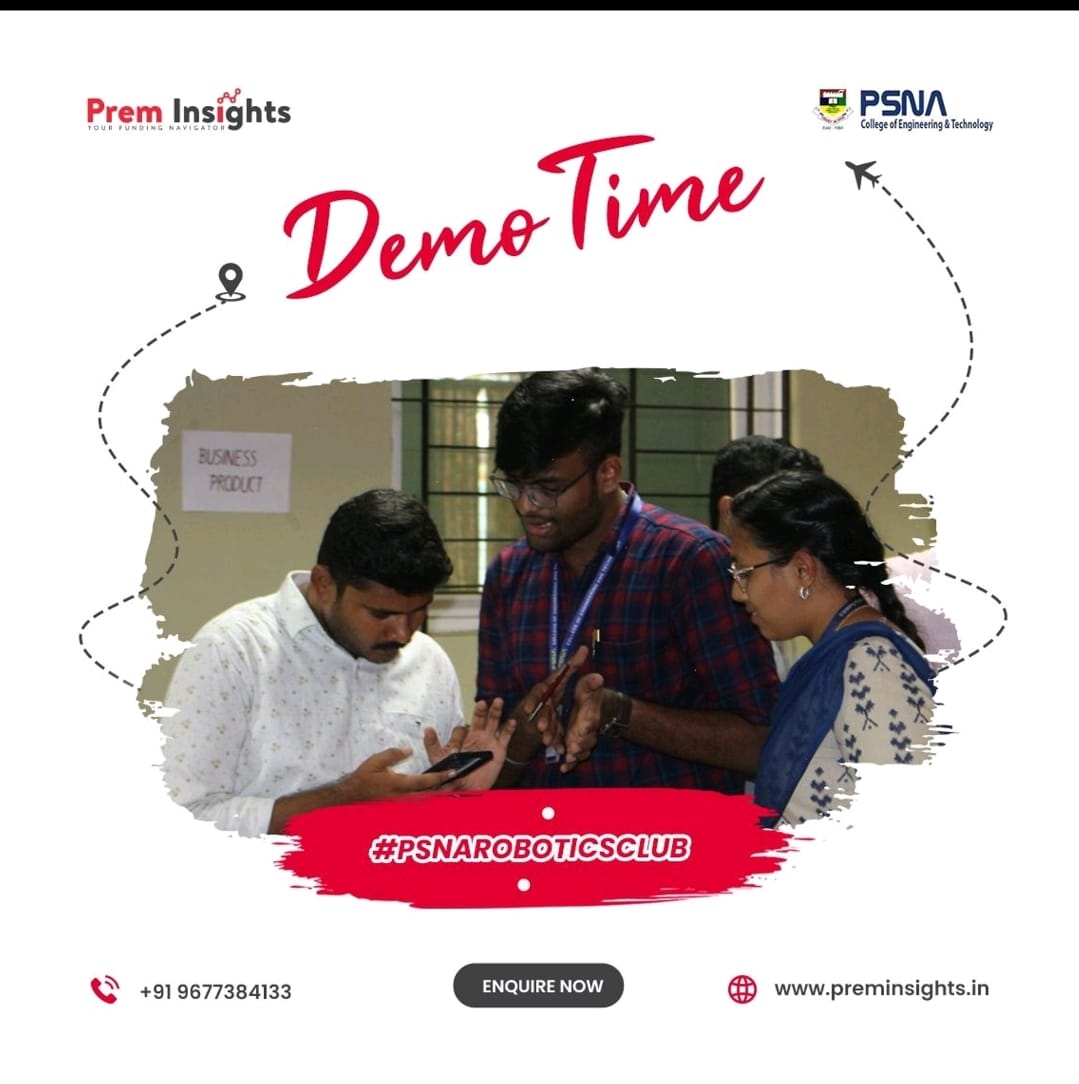 Prem Insights
YOUR FUNDING NAVIGATOR
PSNA
College of Engineering & Technology
Demo Time
BUSINESS
PRODUCT
#PSNAROBOTICSCLUB
+91 9677384133
ENQUIRE NOW
www.preminsights.in